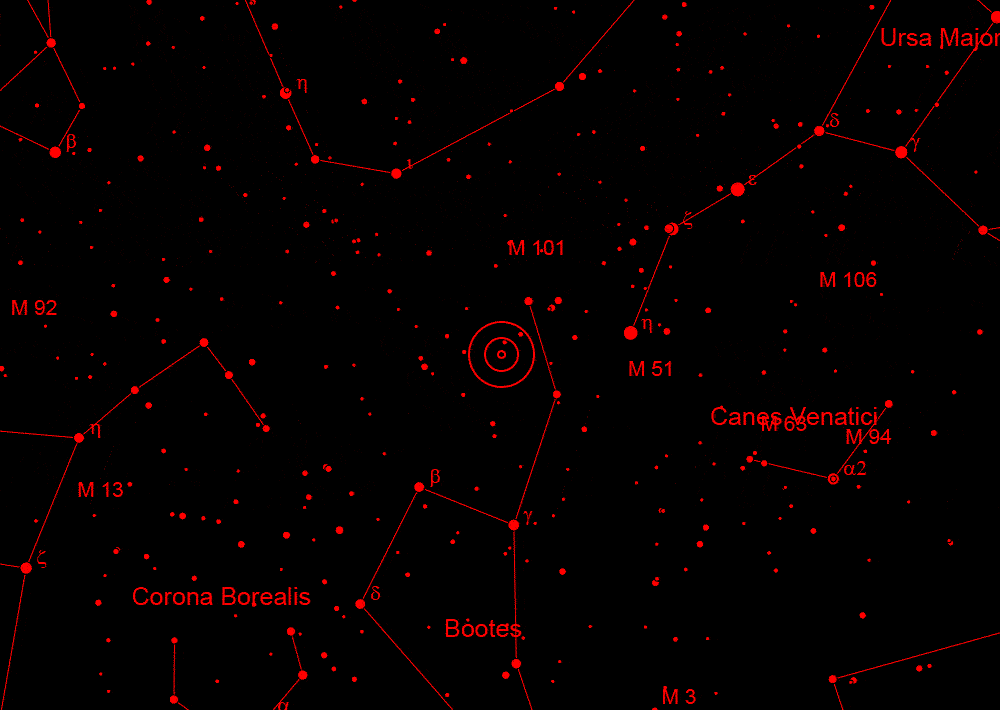 Ursa Major
η
β
δ
γ
ι
ε
ζ
M 101
M 106
M 92
η
M 51
Canes Venatici
M 63
M 94
η
β
α2
M 13
γ
ζ
δ
Corona Borealis
Bootes
M 3
α